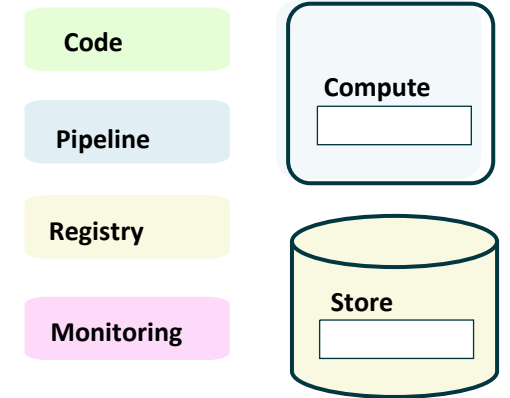 Code
Pipeline
Registry
Monitoring
Compute
Store